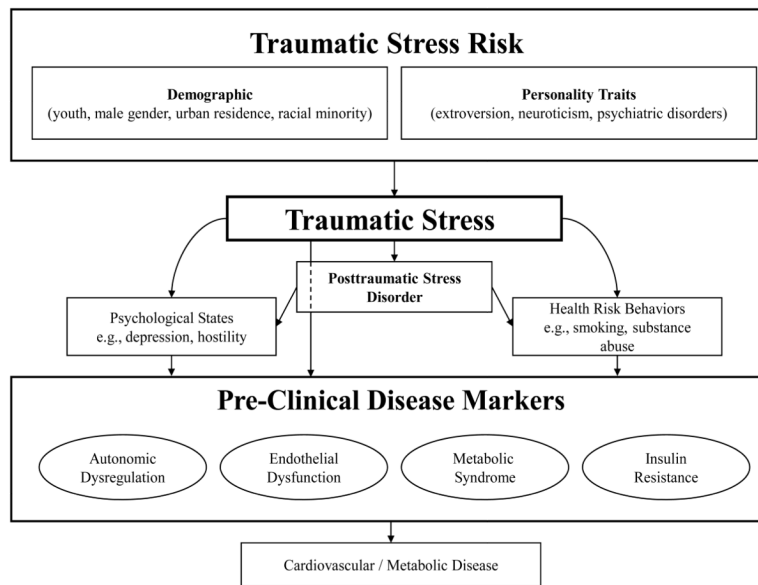 Traumatic Stress Risk
Demographic
(youth, male gender, urban residence, racial minority)
Personality Traits
(extroversion, neuroticism, psychiatric disorders)
Traumatic Stress
Posttraumatic Stress
Disorder
Psychological States
e.g., depression, hostility
Health Risk Behaviors
e.g., smoking, substance
abuse
Pre-Clinical Disease Markers
Autonomic
Dysregulation
Endothelial
Dysfunction
Metabolic
Syndrome
Insulin
Resistance
Cardiovascular / Metabolic Disease